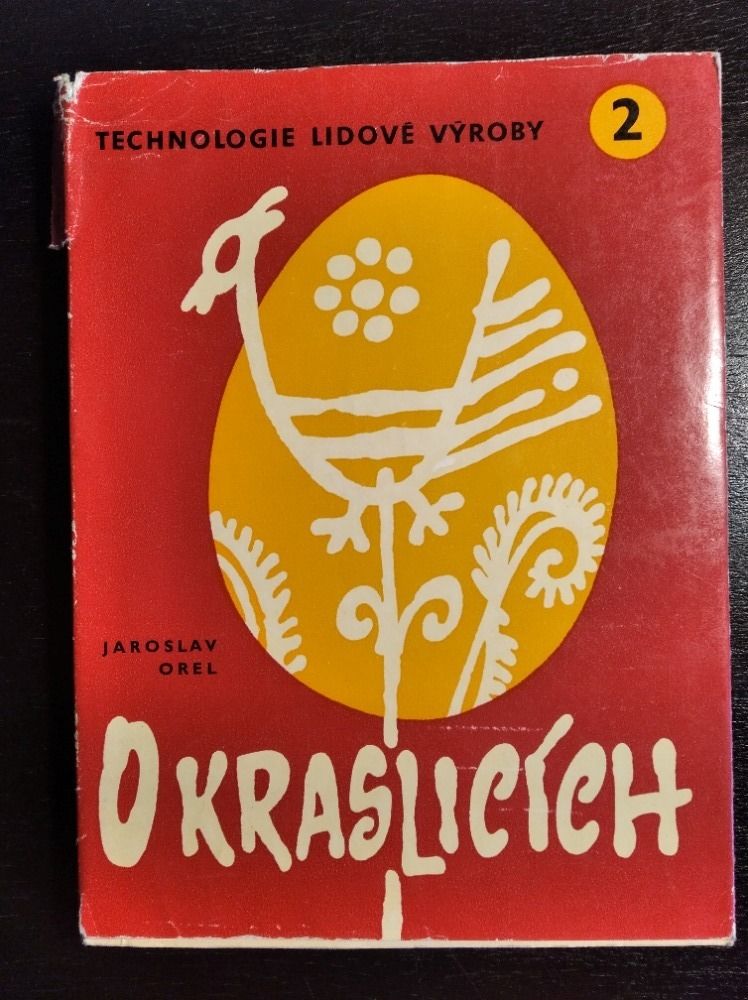 TECHNOLOGIE LIDOVÉ VÝROBY 2
JAROSLAV
OREL
O KRASLICÍCH